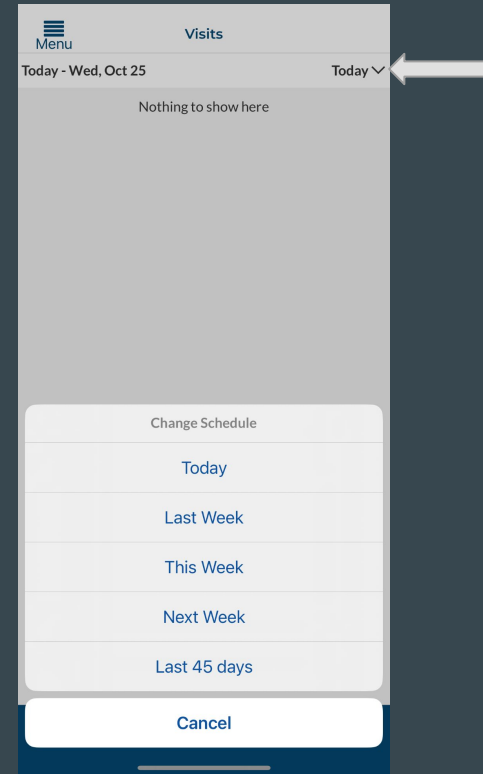 Visits
Menu
Today - Wed, Oct 25 Today
Nothing to show here
Change Schedule
Today
Last Week
This Week
Next Week
Last 45 days
Cancel